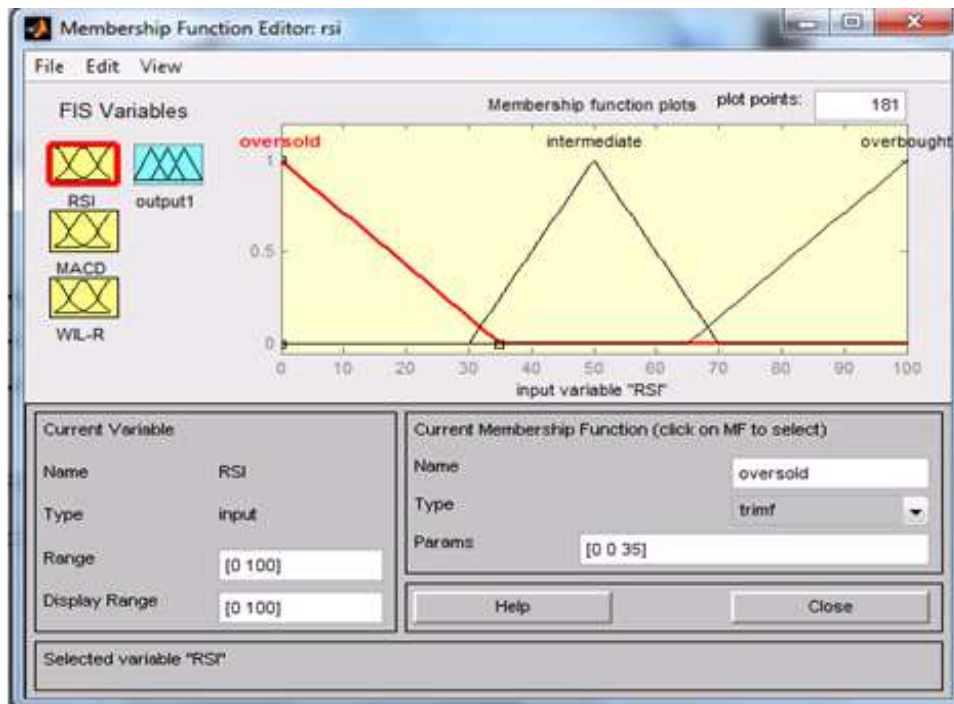 Membership Function Editor: rsi
File Edit View
FIS Variables
RSI
output1
MACD
WIL-R
Membership function plots
plot points:
181
oversold
intermediate
overbought
1
0.5
0
0 10 20 30 40 50 60 70 80 90 100
input variable "RSI"
Current Variable
Name RSI
Type input
Range [0 100]
Display Range [0 100]
Current Membership Function (click on MF to select)
Name oversold
Type trimf
Params [0 0 35]
Help Close
Selected variable "RSI"